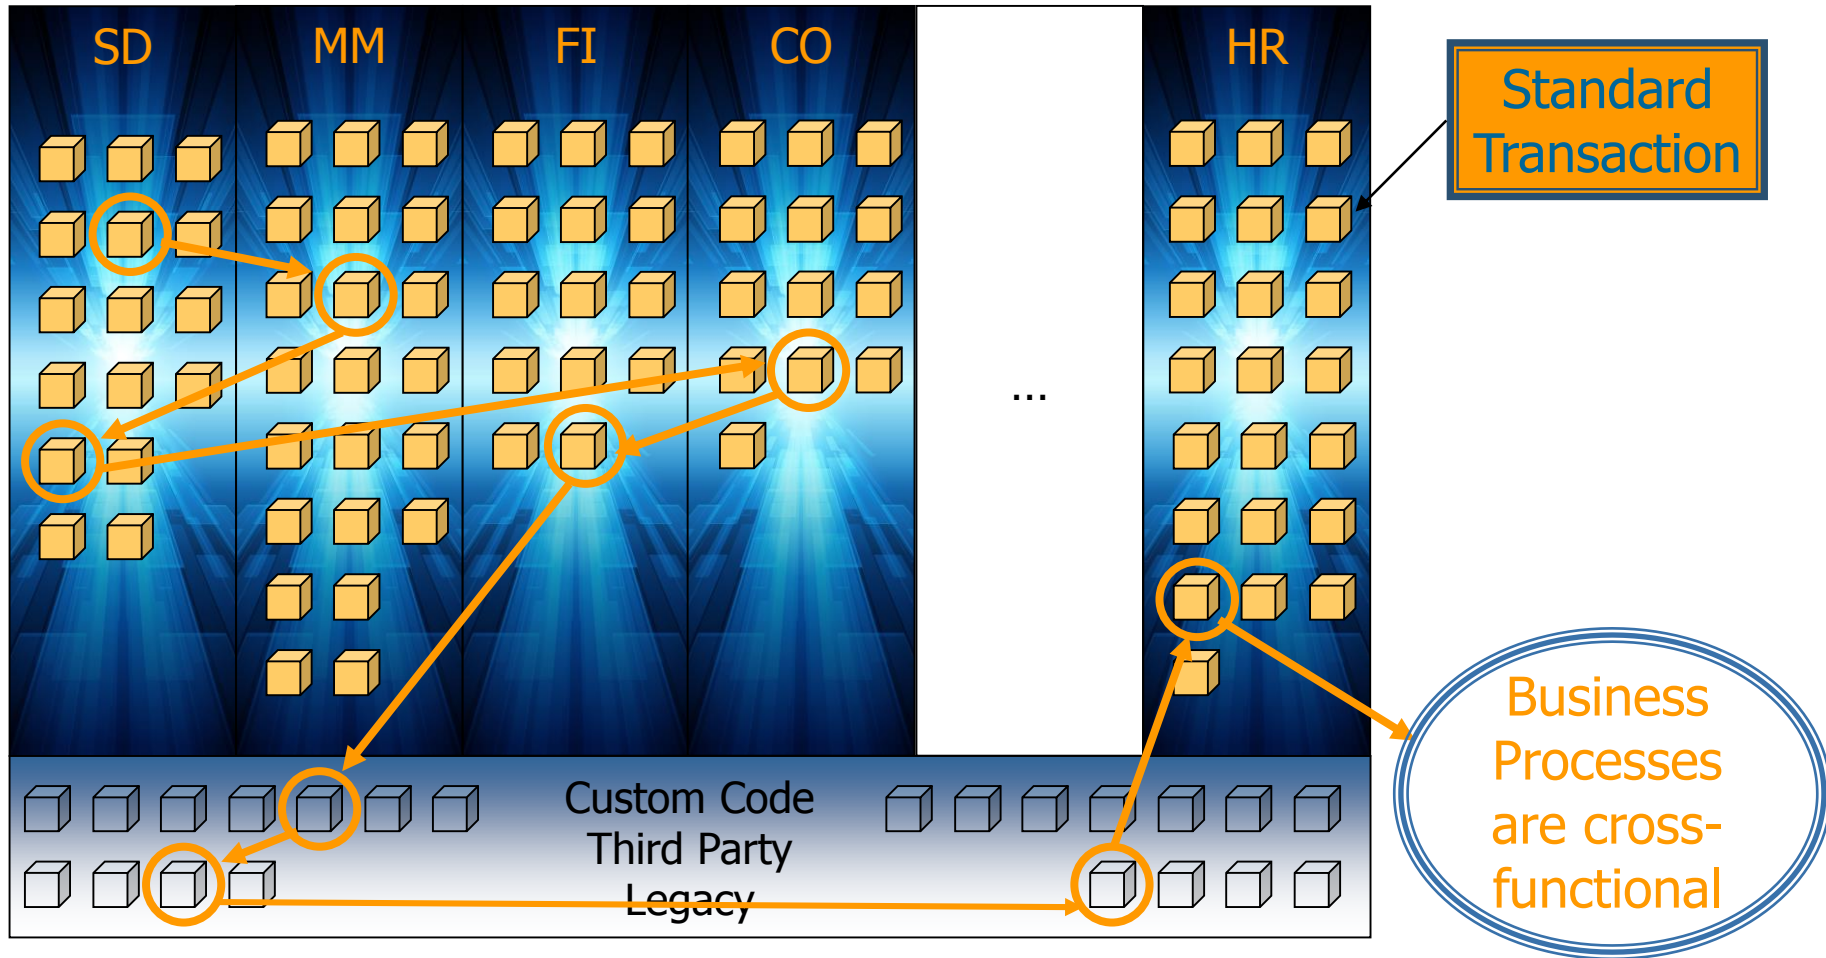 SD
MM
FI
CO
HR
Standard
Transaction
...
Business
Processes
are cross-
functional
Custom Code
Third Party
Legacy